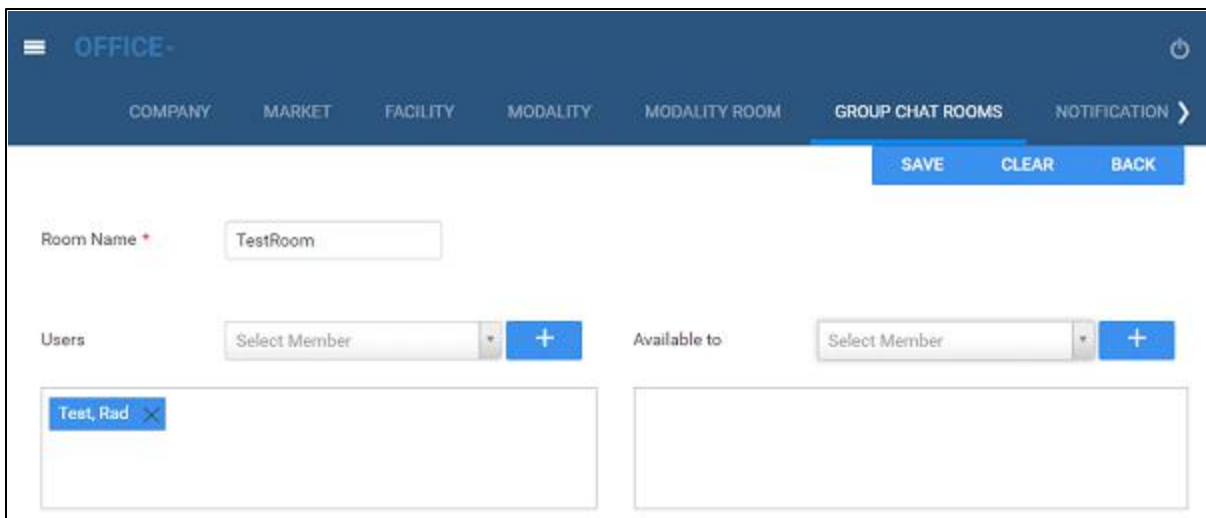 OFFICE-
COMPANY MARKET FACILITY MODALITY MODALITY ROOM GROUP CHAT ROOMS NOTIFICATION
SAVE CLEAR BACK
Room Name * TestRoom
Users Select Member + Available to Select Member +
Test, Rad